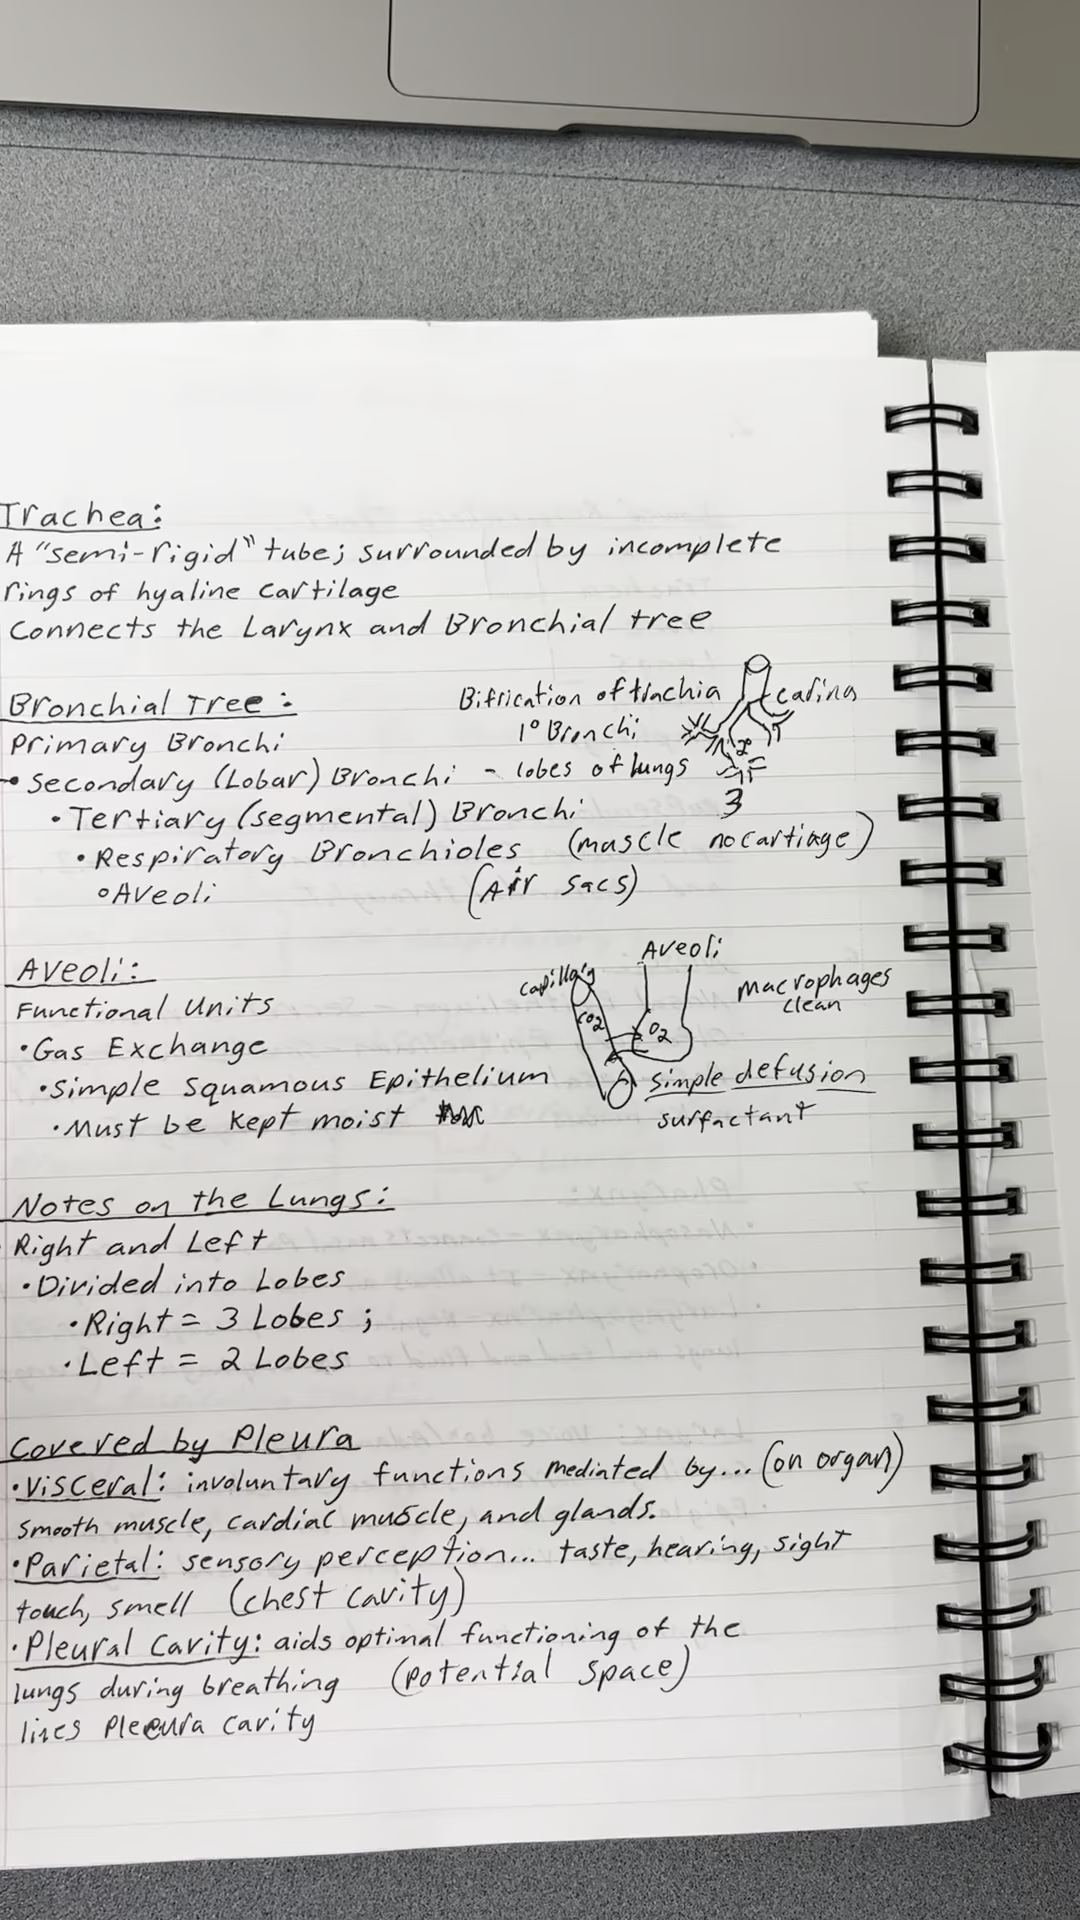 Trachea:
A "semi-rigid" tube; surrounded by incomplete
rings of hyaline cartilage
Connects the Larynx and Bronchial tree
Bronchial Tree:
Bifrication of trachia
carina
Primary Bronchi
1° Bronchi
2°
Secondary (Lobar) Bronchi - lobes of lungs
3
• Tertiary (segmental) Bronchi
• Respiratory Bronchioles (muscle no cartiage)
° Aveoli (Air sacs)
Aveoli:
Aveoli
capillary
macrophages
clean
Functional Units
CO2
O2
• Gas Exchange
• Simple Squamous Epithelium
simple defusion
• Must be kept moist
surfactant
Notes on the Lungs:
Right and Left
• Divided into Lobes
• Right = 3 Lobes ;
• Left = 2 Lobes
Covered by Pleura
• Visceral: involuntary functions mediated by... (on organ)
smooth muscle, cardiac muscle, and glands.
• Parietal: sensory perception... taste, hearing, sight
touch, smell (chest cavity)
• Pleural Cavity: aids optimal functioning of the
lungs during breathing (potential space)
lines Pleeura cavity